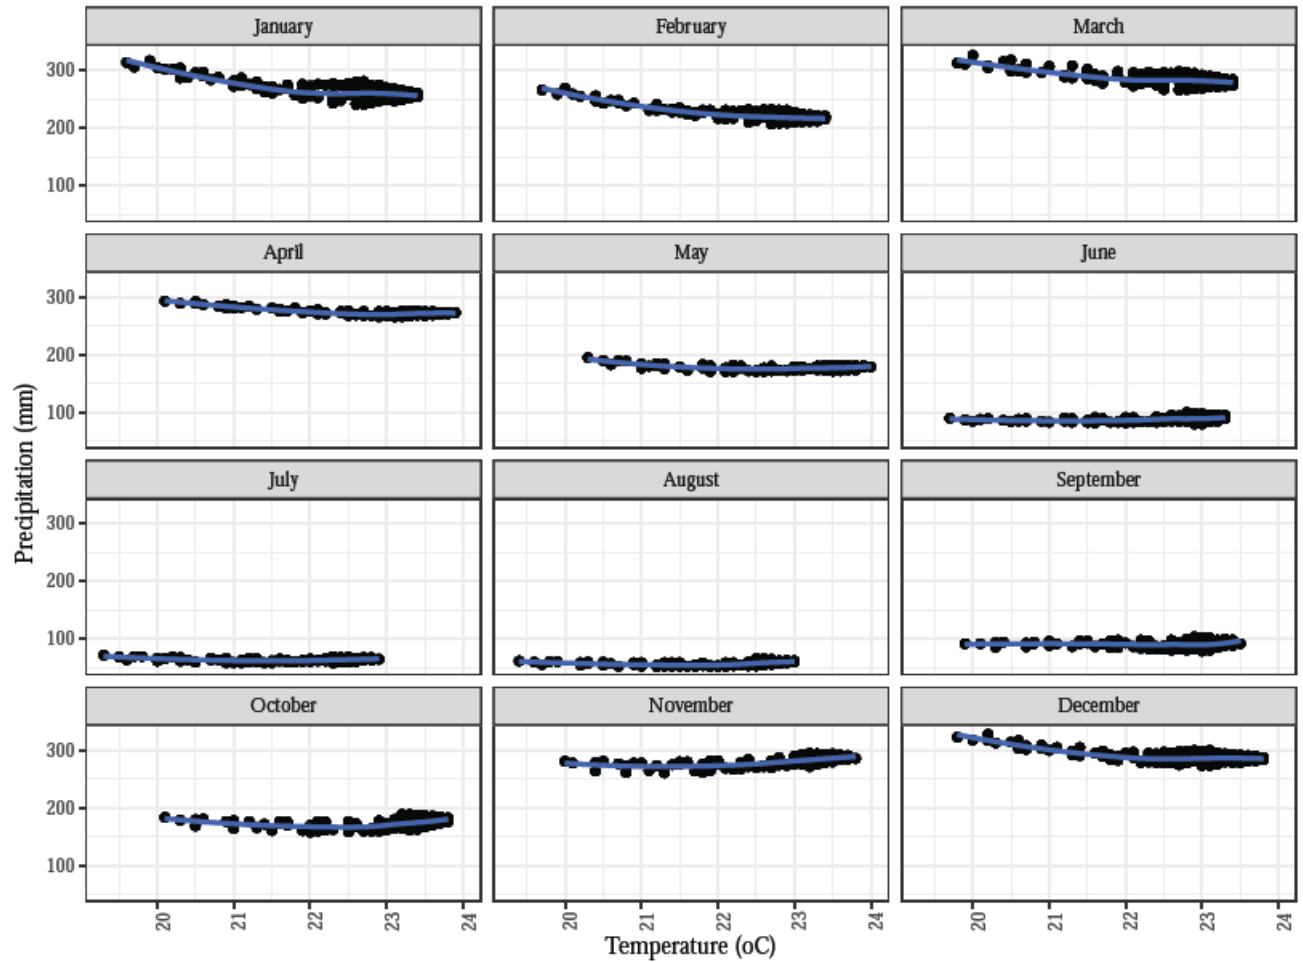 January February March
300
200
100
April May June
300
200
100
July August September
300
200
100
October November December
300
200
100
20 21 22 23 24 20 21 22 23 24 20 21 22 23 24
Temperature (oC)
Precipitation (mm)